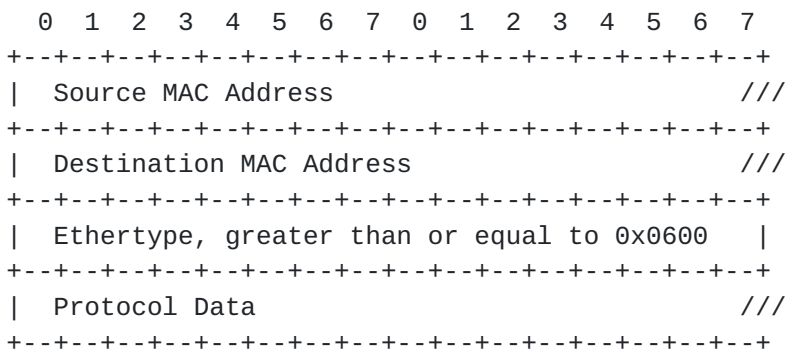 0  1  2  3  4  5  6  7  0  1  2  3  4  5  6  7
+--+--+--+--+--+--+--+--+--+--+--+--+--+--+--+--+
|  Source MAC Address                          ///
+--+--+--+--+--+--+--+--+--+--+--+--+--+--+--+--+
|  Destination MAC Address                     ///
+--+--+--+--+--+--+--+--+--+--+--+--+--+--+--+--+
|  Ethertype, greater than or equal to 0x0600   |
+--+--+--+--+--+--+--+--+--+--+--+--+--+--+--+--+
|  Protocol Data                               ///
+--+--+--+--+--+--+--+--+--+--+--+--+--+--+--+--+